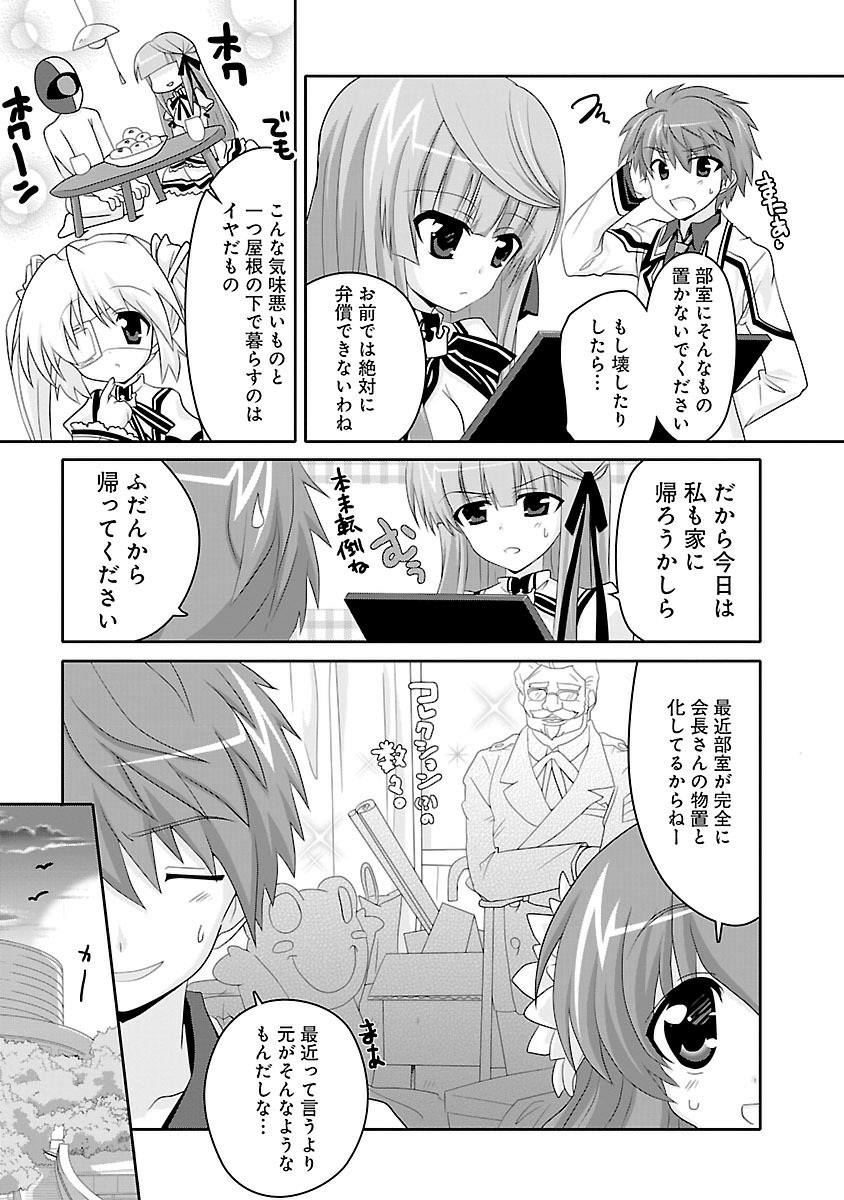 またぁ
部室にそんなもの
置かないでください
もし壊したり
したら…
お前では絶対に
弁償できないわね
でも
こんな気味悪いものと
一つ屋根の下で暮らすのは
イヤだもの
ホワ
ホワーン
だから今日は
私も家に
帰ろうかしら
むぅ
本末転倒ね
ふだんから
帰ってください
最近部室が完全に
会長さんの物置と
化してるからねー
コレクション
数々。
まぁ
最近って言うより
元がそんなような
もんだしな…
カー